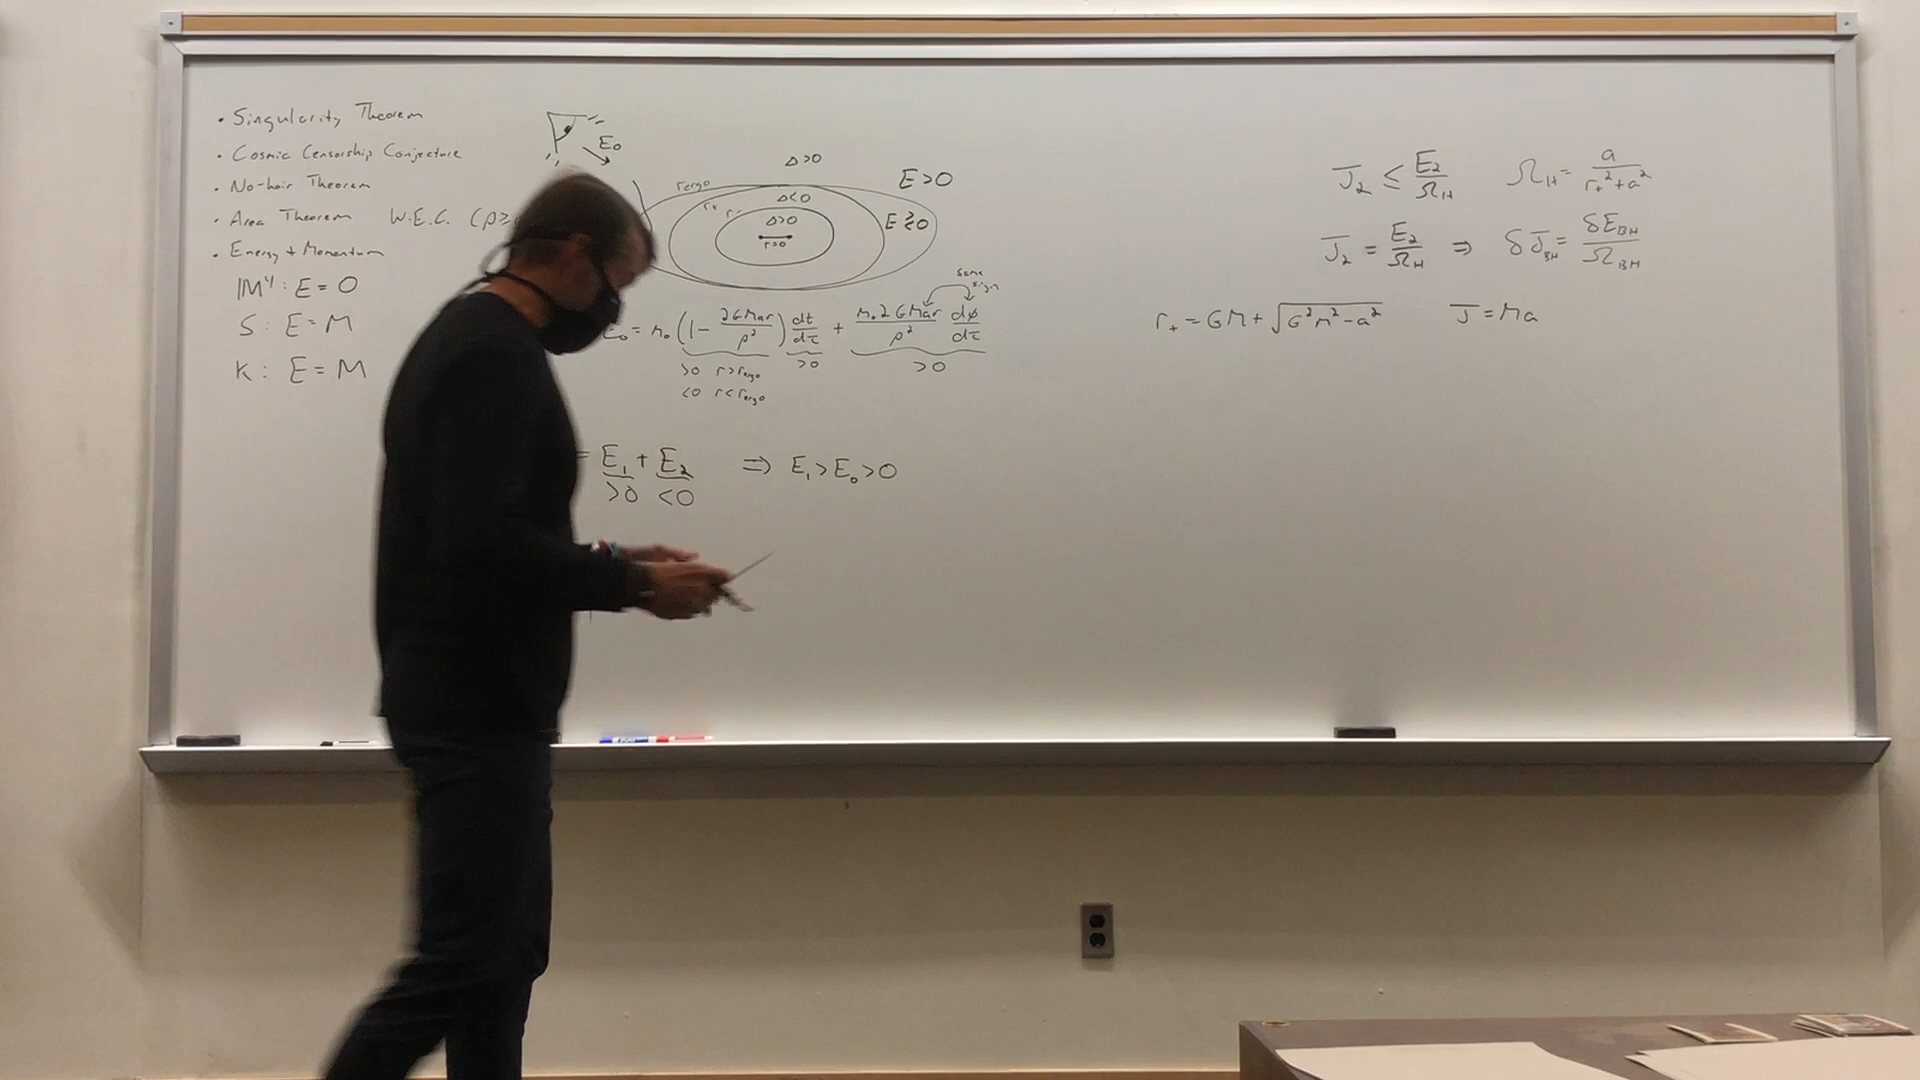 • Singularity Theorem
• Cosmic Censorship Conjecture
• No-hair Theorem
• Area Theorem W.E.C. (ρ≥
• Energy + Momentum
IM⁴ : E = 0
S : E = M
K : E = M
E₀
Δ>0
r_ergo
E>0
Δ<0
r₊ r₋
Δ>0
E≷0
r=0
same sign
E₀ = m₀ (1 - 2GMar/ρ²) dt/dτ + m₀2GMar/ρ² dφ/dτ
>0 r>r_ergo >0 >0
<0 r<r_ergo
= E₁ + E₂ ⇒ E₁>E₀>0
>0 <0
J₂ ≤ E₂/Ω_H Ω_H = a/(r₊²+a²)
J₂ = E₂/Ω_H ⇒ δJ_BH = δE_BH/Ω_BH
r₊ = GM + √(G²M²-a²) J = Ma